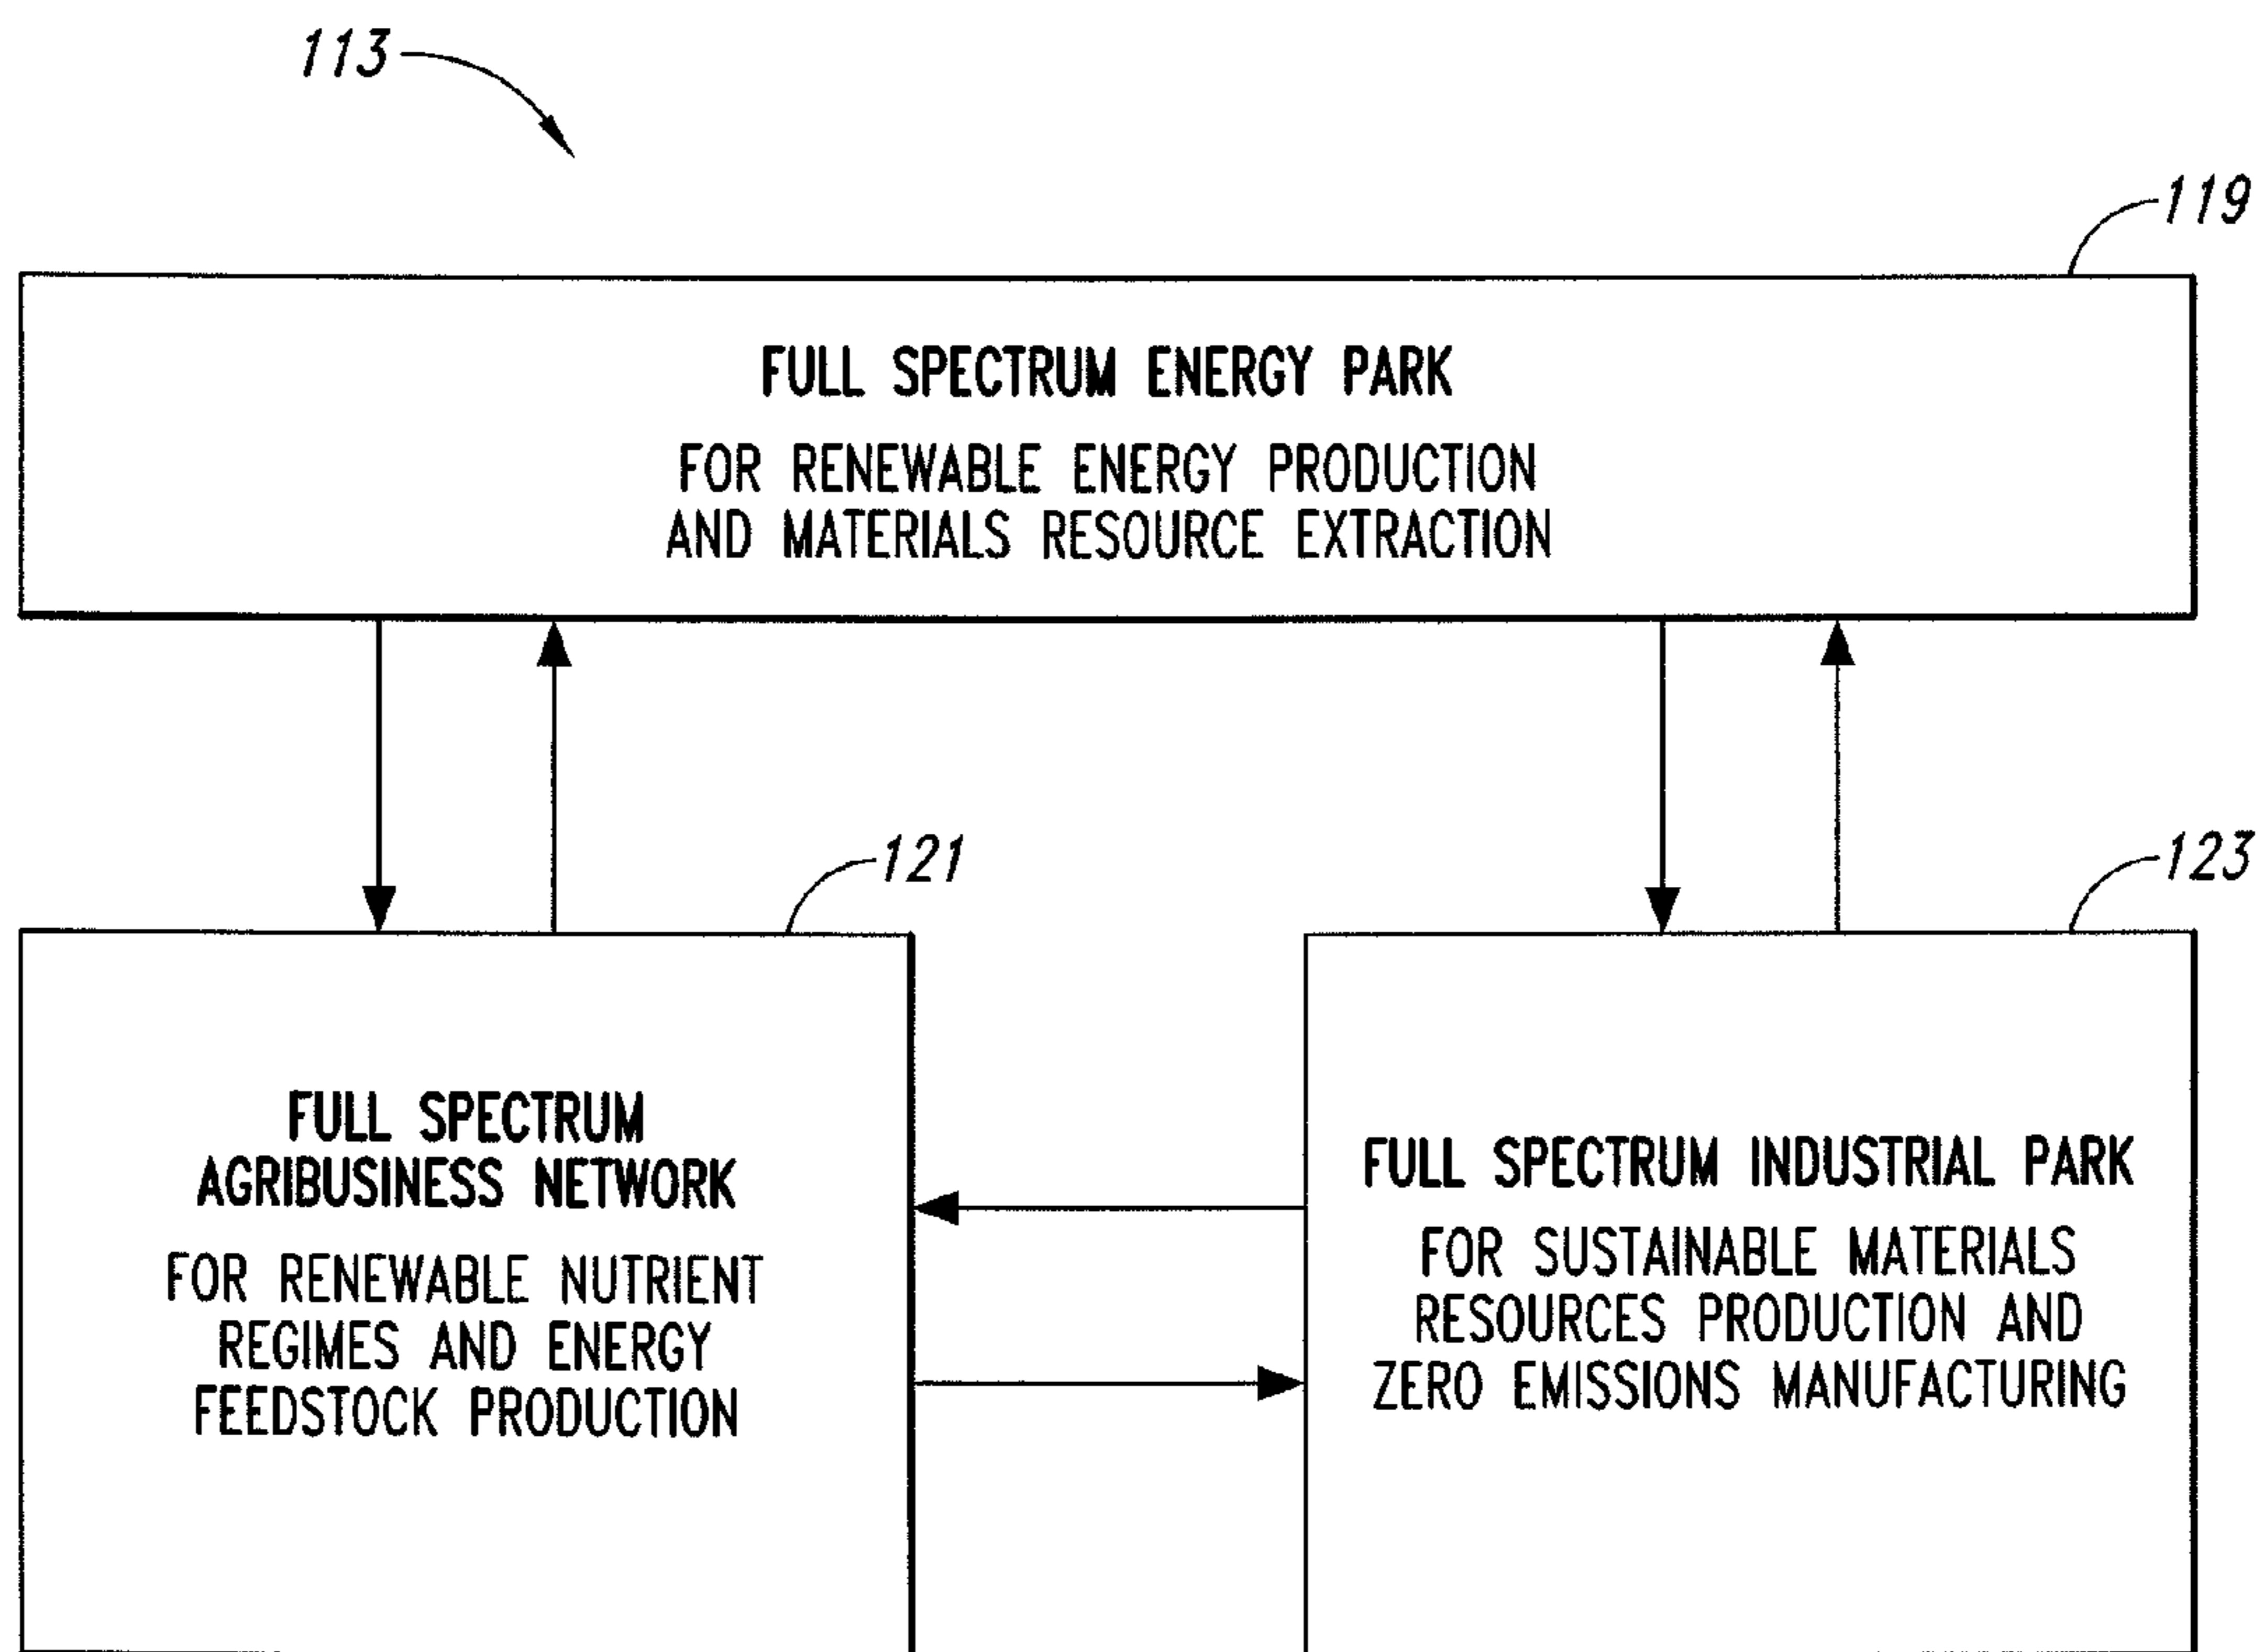 113
119
FULL SPECTRUM ENERGY PARK
FOR RENEWABLE ENERGY PRODUCTION
AND MATERIALS RESOURCE EXTRACTION
121
123
FULL SPECTRUM
AGRIBUSINESS NETWORK
FOR RENEWABLE NUTRIENT
REGIMES AND ENERGY
FEEDSTOCK PRODUCTION
FULL SPECTRUM INDUSTRIAL PARK
FOR SUSTAINABLE MATERIALS
RESOURCES PRODUCTION AND
ZERO EMISSIONS MANUFACTURING